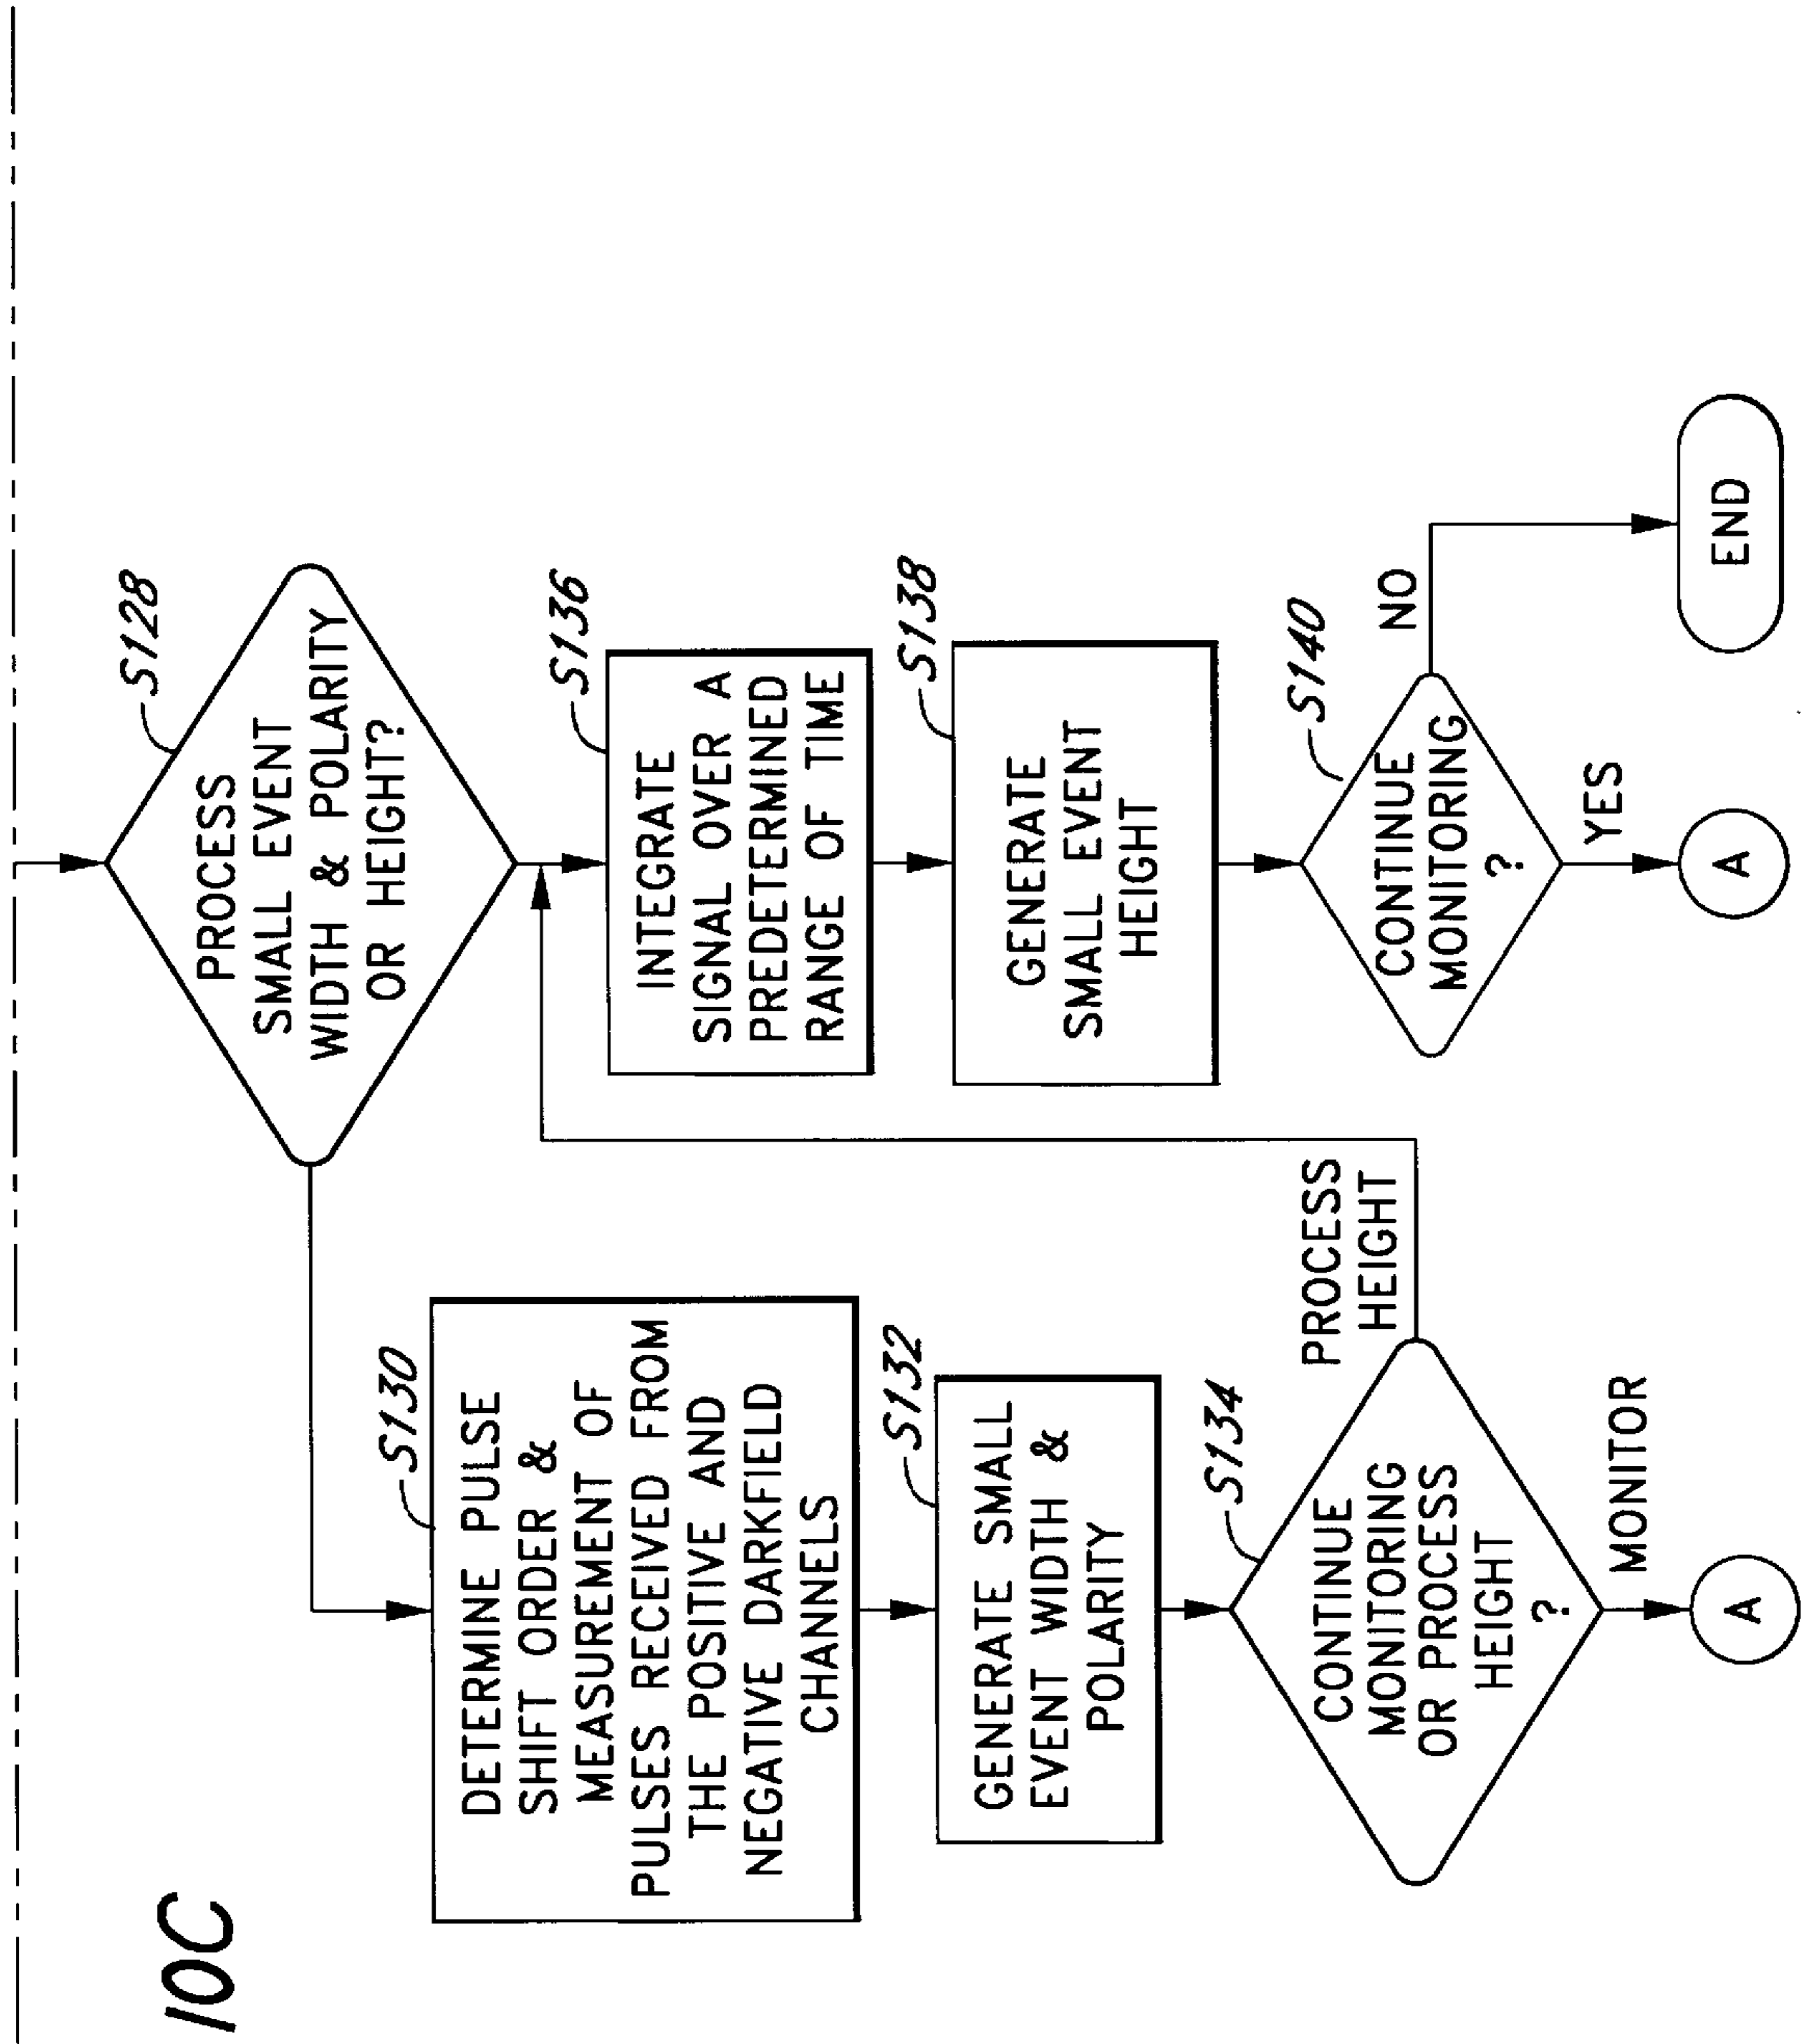 10C
S128
PROCESS
SMALL EVENT
WIDTH & POLARITY
OR HEIGHT?
S130
DETERMINE PULSE
SHIFT ORDER &
MEASUREMENT OF
PULSES RECEIVED FROM
THE POSITIVE AND
NEGATIVE DARKFIELD
CHANNELS
S132
GENERATE SMALL
EVENT WIDTH &
POLARITY
S134
CONTINUE
MONITORING
OR PROCESS
HEIGHT
?
PROCESS
HEIGHT
MONITOR
A
S136
INTEGRATE
SIGNAL OVER A
PREDETERMINED
RANGE OF TIME
S138
GENERATE
SMALL EVENT
HEIGHT
S140
CONTINUE
MONITORING
?
NO
YES
A
END